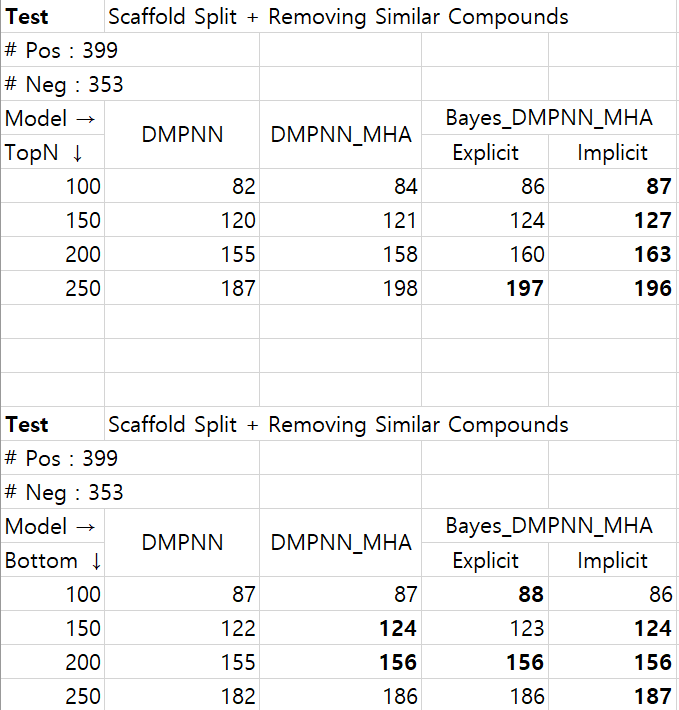 Test Scaffold Split + Removing Similar Compounds
# Pos : 399
# Neg : 353
Model → DMPNN DMPNN_MHA Bayes_DMPNN_MHA
TopN ↓ Explicit Implicit
100 82 84 86 87
150 120 121 124 127
200 155 158 160 163
250 187 198 197 196
Test Scaffold Split + Removing Similar Compounds
# Pos : 399
# Neg : 353
Model → DMPNN DMPNN_MHA Bayes_DMPNN_MHA
Bottom ↓ Explicit Implicit
100 87 87 88 86
150 122 124 123 124
200 155 156 156 156
250 182 186 186 187